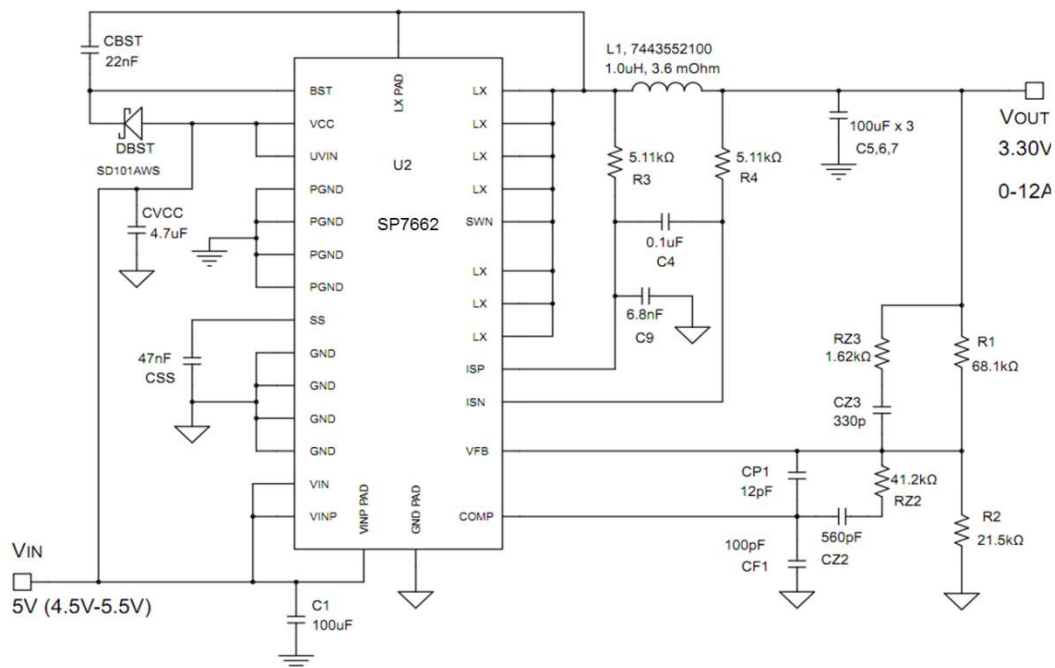 CBST
22nF
L1, 7443552100
1.0uH, 3.6 mOhm
LX PAD
BST
LX
VOUT
3.30V
0-12A
DBST
SD101AWS
VCC
LX
100uF x 3
C5,6,7
UVIN
U2
LX
5.11kΩ
R3
5.11kΩ
R4
PGND
LX
CVCC
4.7uF
PGND
SP7662
SWN
0.1uF
C4
PGND
LX
PGND
LX
6.8nF
C9
SS
LX
47nF
CSS
GND
ISP
RZ3
1.62kΩ
R1
68.1kΩ
GND
ISN
CZ3
330p
GND
GND
VFB
CP1
12pF
41.2kΩ
RZ2
VIN
VINP
VINP PAD
GND PAD
COMP
560pF
CZ2
100pF
CF1
R2
21.5kΩ
VIN
5V (4.5V-5.5V)
C1
100uF